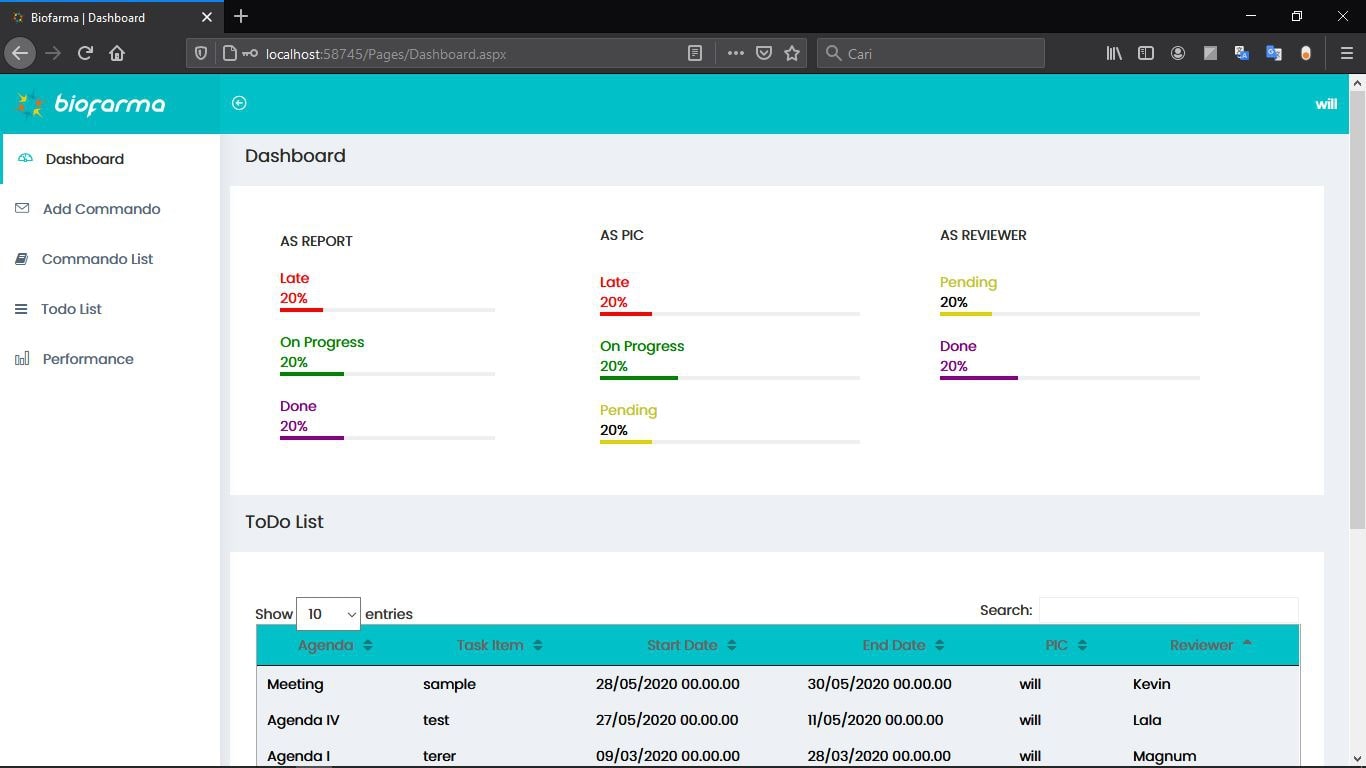 Biofarma | Dashboard
localhost:58745/Pages/Dashboard.aspx
Cari
biofarma
will
Dashboard
Add Commando
Commando List
Todo List
Performance
Dashboard
AS REPORT
Late
20%
On Progress
20%
Done
20%
AS PIC
Late
20%
On Progress
20%
Pending
20%
AS REVIEWER
Pending
20%
Done
20%
ToDo List
Show 10 entries
Search:
Agenda Task Item Start Date End Date PIC Reviewer
Meeting sample 28/05/2020 00.00.00 30/05/2020 00.00.00 will Kevin
Agenda IV test 27/05/2020 00.00.00 11/05/2020 00.00.00 will Lala
Agenda I terer 09/03/2020 00.00.00 28/03/2020 00.00.00 will Magnum